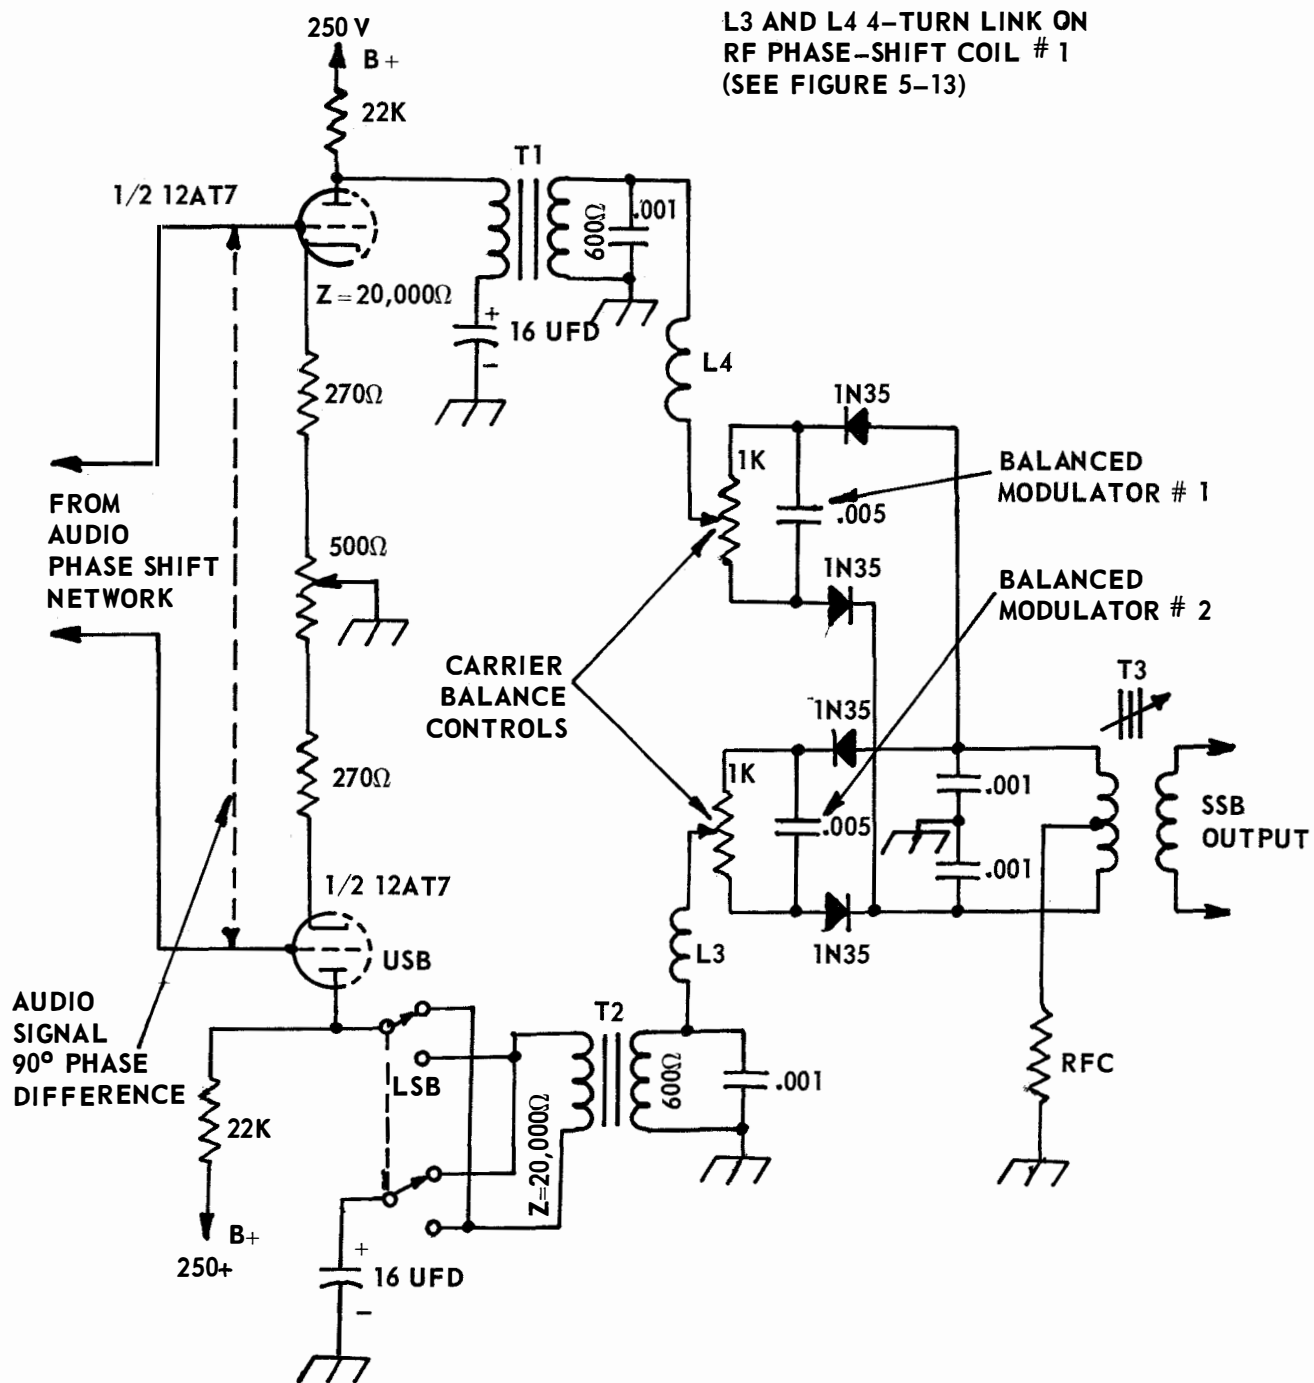 250 V
B+
22K
L3 AND L4 4–TURN LINK ON
RF PHASE–SHIFT COIL # 1
(SEE FIGURE 5–13)
1/2 12AT7
T1
600Ω
.001
Z = 20,000Ω
+
16 UFD
–
L4
270Ω
1N35
1K
.005
BALANCED
MODULATOR # 1
FROM
AUDIO
PHASE SHIFT
NETWORK
500Ω
1N35
BALANCED
MODULATOR # 2
CARRIER
BALANCE
CONTROLS
T3
1N35
270Ω
1K
.005
.001
.001
SSB
OUTPUT
1/2 12AT7
USB
L3
1N35
AUDIO
SIGNAL
90° PHASE
DIFFERENCE
LSB
T2
Z=20,000Ω
600Ω
.001
RFC
22K
B+
250+
+
16 UFD
–